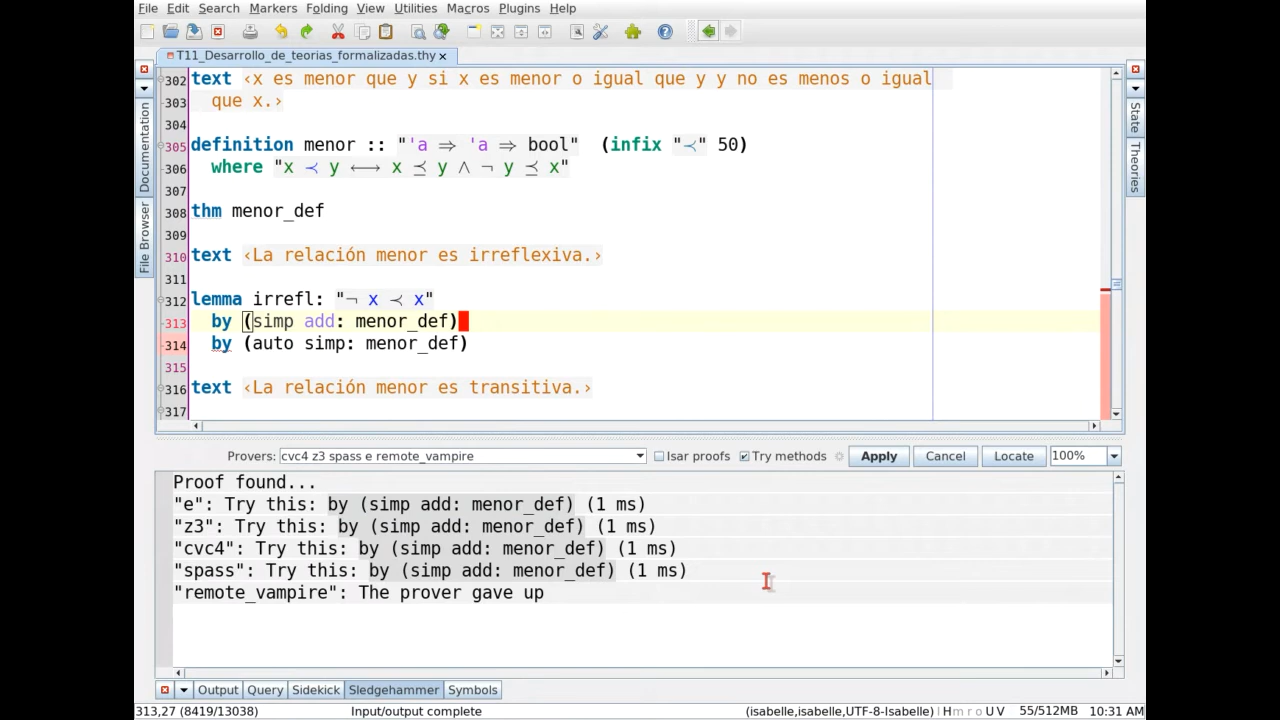 File Edit Search Markers Folding View Utilities Macros Plugins Help
T11_Desarrollo_de_teorias_formalizadas.thy
302 text ‹x es menor que y si x es menor o igual que y y no es menos o igual
303 que x.›
304
305 definition menor :: "'a ⇒ 'a ⇒ bool" (infix "≺" 50)
306 where "x ≺ y ⟷ x ⪯ y ∧ ¬ y ⪯ x"
307
308 thm menor_def
309
310 text ‹La relación menor es irreflexiva.›
311
312 lemma irrefl: "¬ x ≺ x"
313 by (simp add: menor_def)
314 by (auto simp: menor_def)
315
316 text ‹La relación menor es transitiva.›
317
Documentation
File Browser
State
Theories
Provers: cvc4 z3 spass e remote_vampire Isar proofs Try methods Apply Cancel Locate 100%
Proof found...
"e": Try this: by (simp add: menor_def) (1 ms)
"z3": Try this: by (simp add: menor_def) (1 ms)
"cvc4": Try this: by (simp add: menor_def) (1 ms)
"spass": Try this: by (simp add: menor_def) (1 ms)
"remote_vampire": The prover gave up
Output Query Sidekick Sledgehammer Symbols
313,27 (8419/13038) Input/output complete (isabelle,isabelle,UTF-8-Isabelle) H m r o U V 55/512MB 10:31 AM